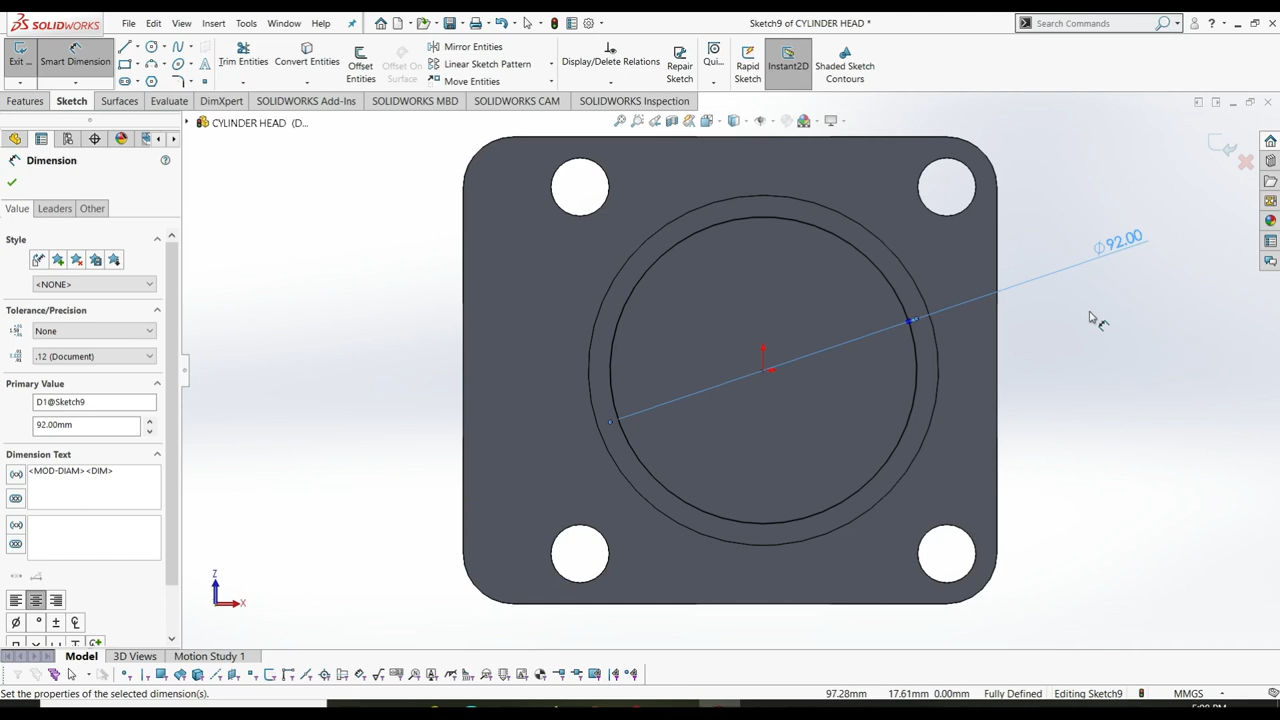 SOLIDWORKS File Edit View Insert Tools Window Help Sketch9 of CYLINDER HEAD * Search Commands
Exit ... Smart Dimension Trim Entities Convert Entities Offset Entities Offset On Surface Mirror Entities Linear Sketch Pattern Move Entities Display/Delete Relations Repair Sketch Qui... Rapid Sketch Instant2D Shaded Sketch Contours
Features Sketch Surfaces Evaluate DimXpert SOLIDWORKS Add-Ins SOLIDWORKS MBD SOLIDWORKS CAM SOLIDWORKS Inspection
CYLINDER HEAD (D...
Dimension
Value Leaders Other
Style
<NONE>
Tolerance/Precision
None
.12 (Document)
Primary Value
D1@Sketch9
92.00mm
Dimension Text
<MOD-DIAM><DIM>
Φ92.00
Z
X
Model 3D Views Motion Study 1
Set the properties of the selected dimension(s). 97.28mm 17.61mm 0.00mm Fully Defined Editing Sketch9 MMGS